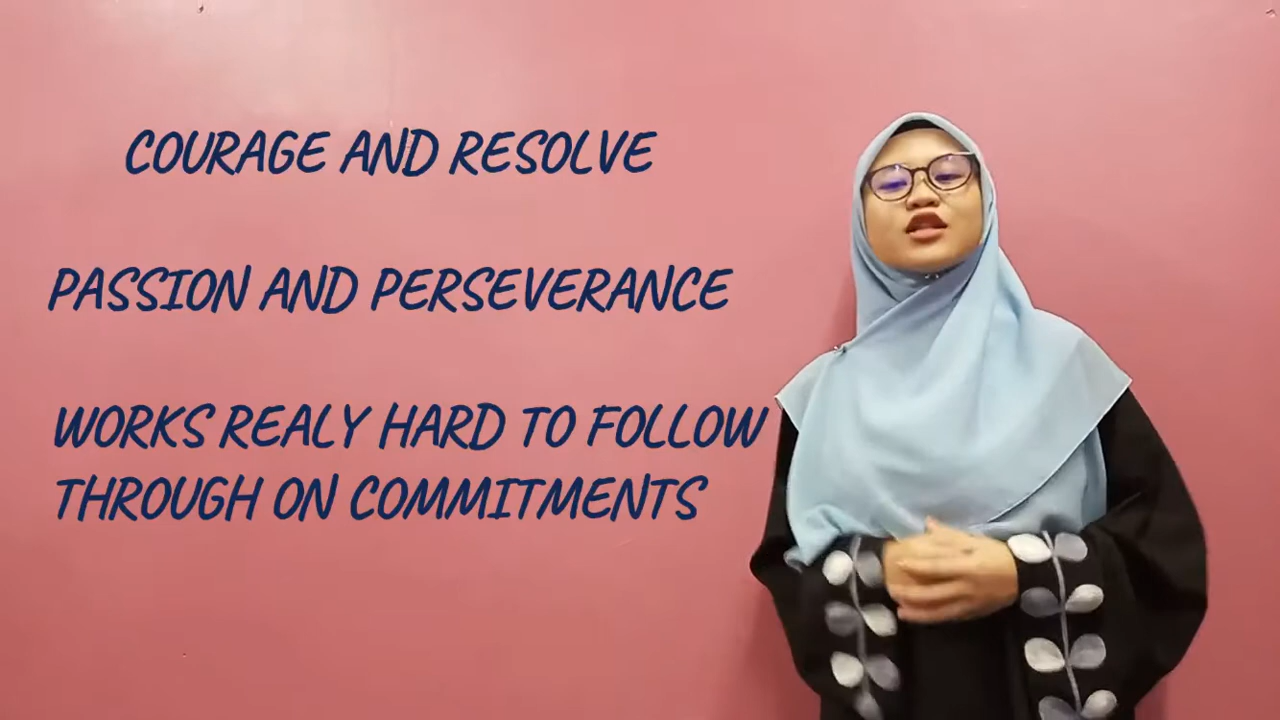 COURAGE AND RESOLVE
PASSION AND PERSEVERANCE
WORKS REALY HARD TO FOLLOW
THROUGH ON COMMITMENTS